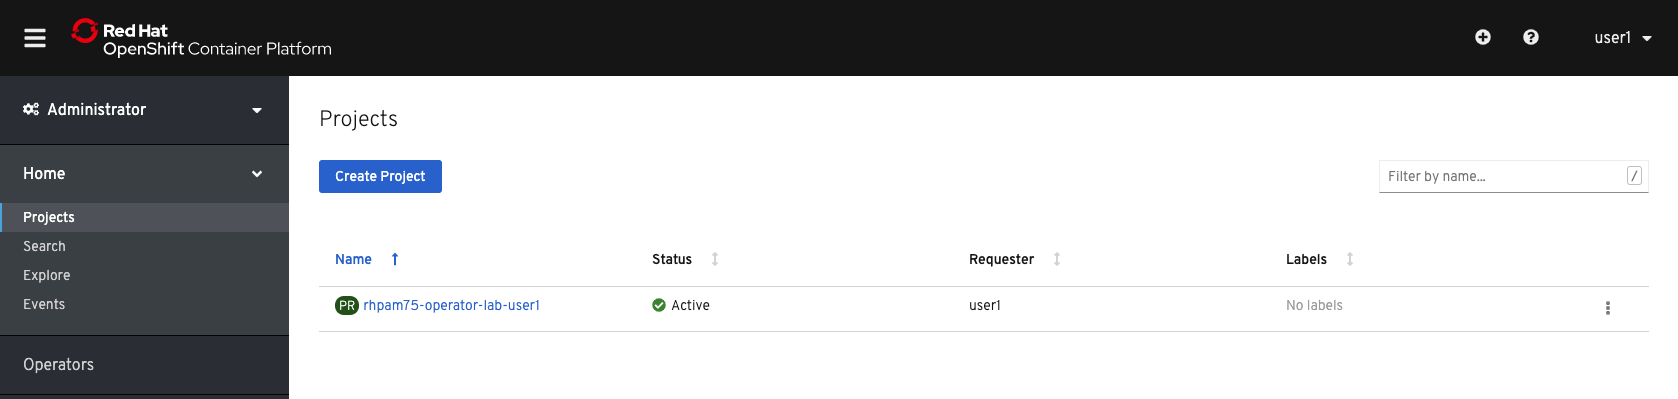 Red Hat
OpenShift Container Platform
user1
Administrator
Home
Projects
Search
Explore
Events
Operators
Projects
Create Project
Filter by name...
/
Name Status Requester Labels
PR rhpam75-operator-lab-user1 Active user1 No labels